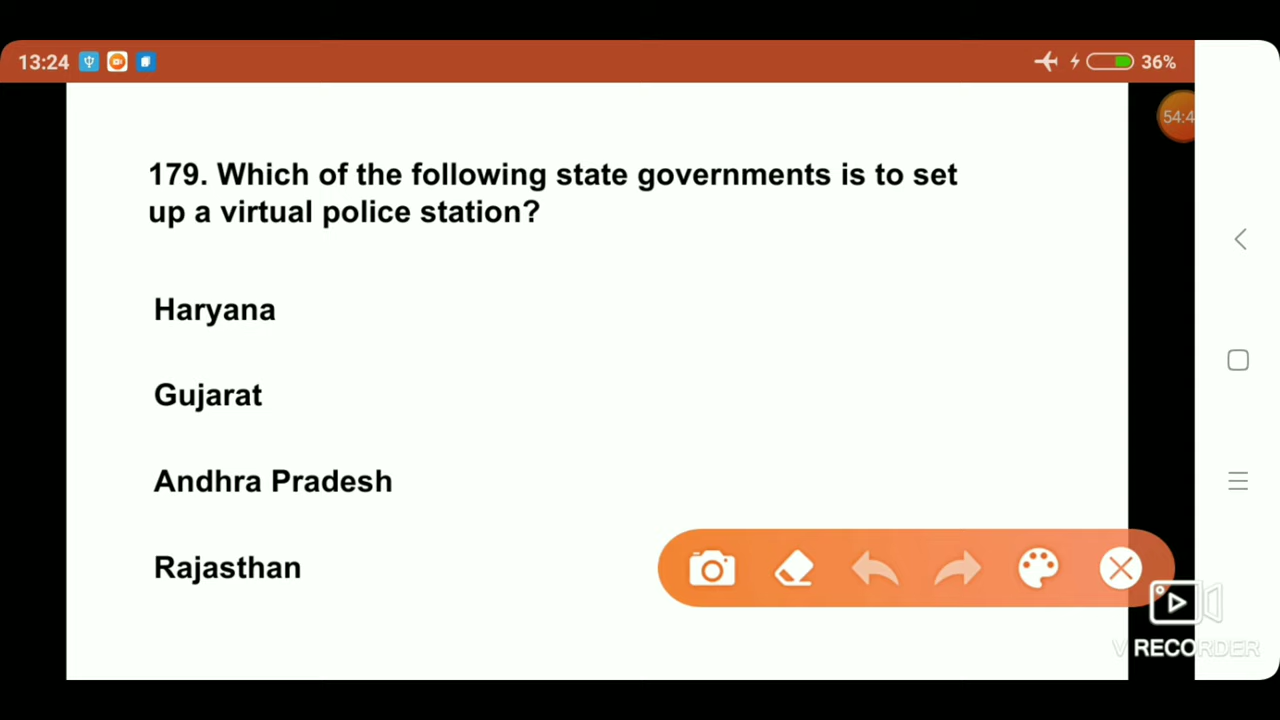 13:24
36%
54:4
179. Which of the following state governments is to set
up a virtual police station?
Haryana
Gujarat
Andhra Pradesh
Rajasthan
V RECORDER